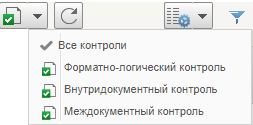 Все контроли
Форматно-логический контроль
Внутридокументный контроль
Междокументный контроль